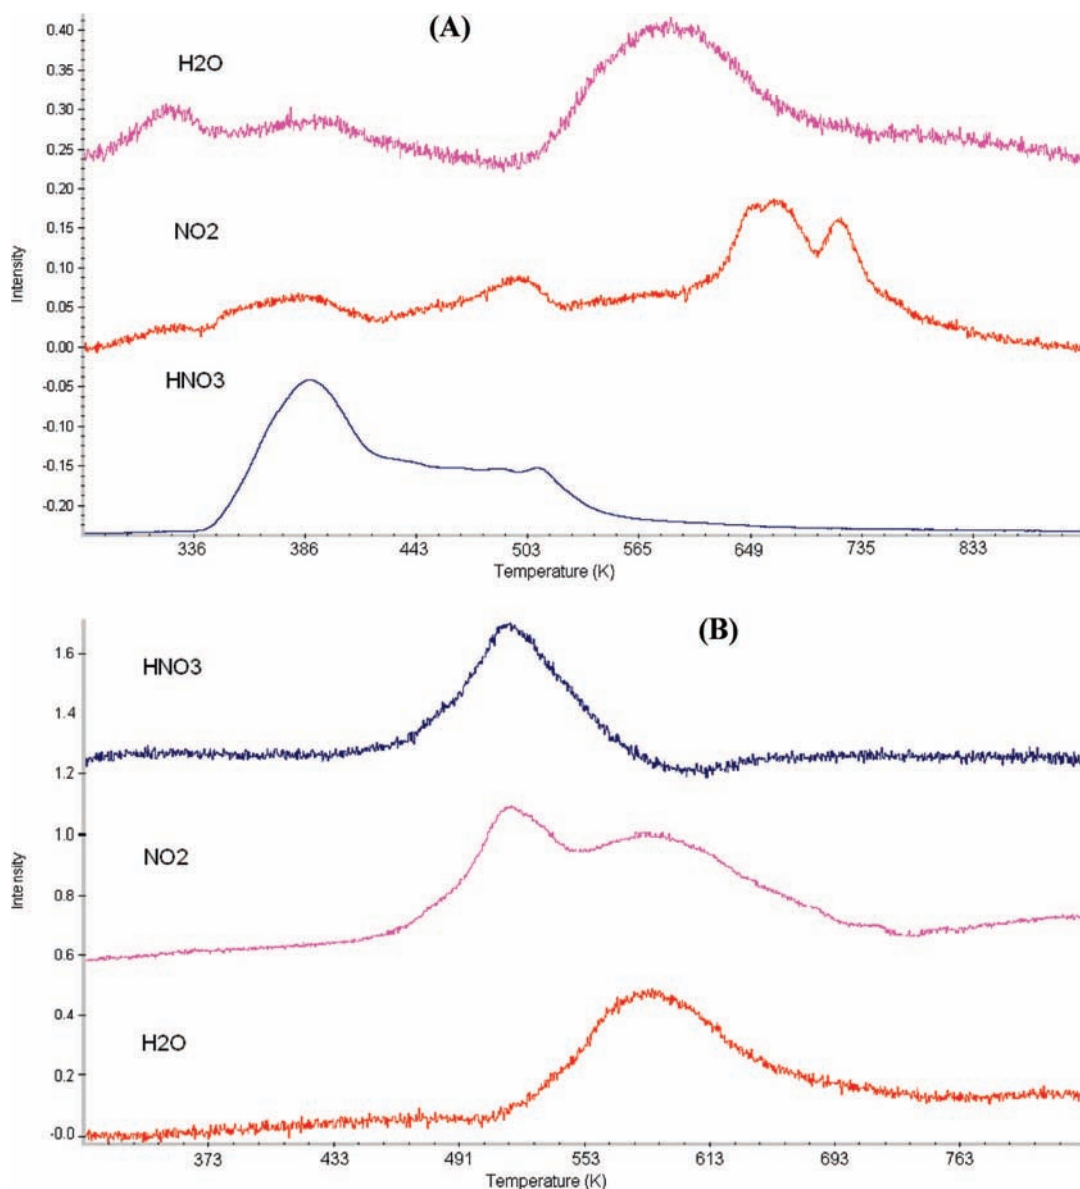 (A)
0.40
H2O
0.35
0.30
0.25
0.20
NO2
0.15
Intensity
0.10
0.05
0.00
HNO3
-0.05
-0.10
-0.15
-0.20
336 386 443 503 565 649 735 833
Temperature (K)
(B)
1.6
HNO3
1.4
1.2
1.0
NO2
Intensity
0.8
0.6
0.4
H2O
0.2
-0.0
373 433 491 553 613 693 763
Temperature (K)